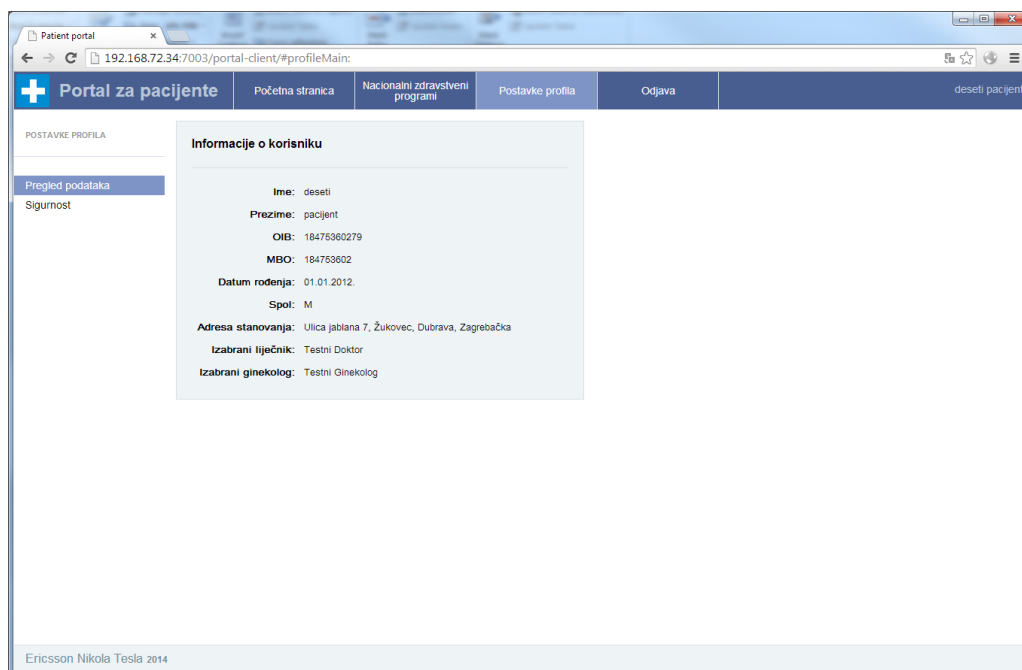 Patient portal
192.168.72.34:7003/portal-client/#profileMain:
Portal za pacijente
Početna stranica
Nacionalni zdravstveni
programi
Postavke profila
Odjava
deseti pacijent
POSTAVKE PROFILA
Pregled podataka
Sigurnost
Informacije o korisniku
Ime: deseti
Prezime: pacijent
OIB: 18475360279
MBO: 184753602
Datum rođenja: 01.01.2012.
Spol: M
Adresa stanovanja: Ulica jablana 7, Žukovec, Dubrava, Zagrebačka
Izabrani liječnik: Testni Doktor
Izabrani ginekolog: Testni Ginekolog
Ericsson Nikola Tesla 2014